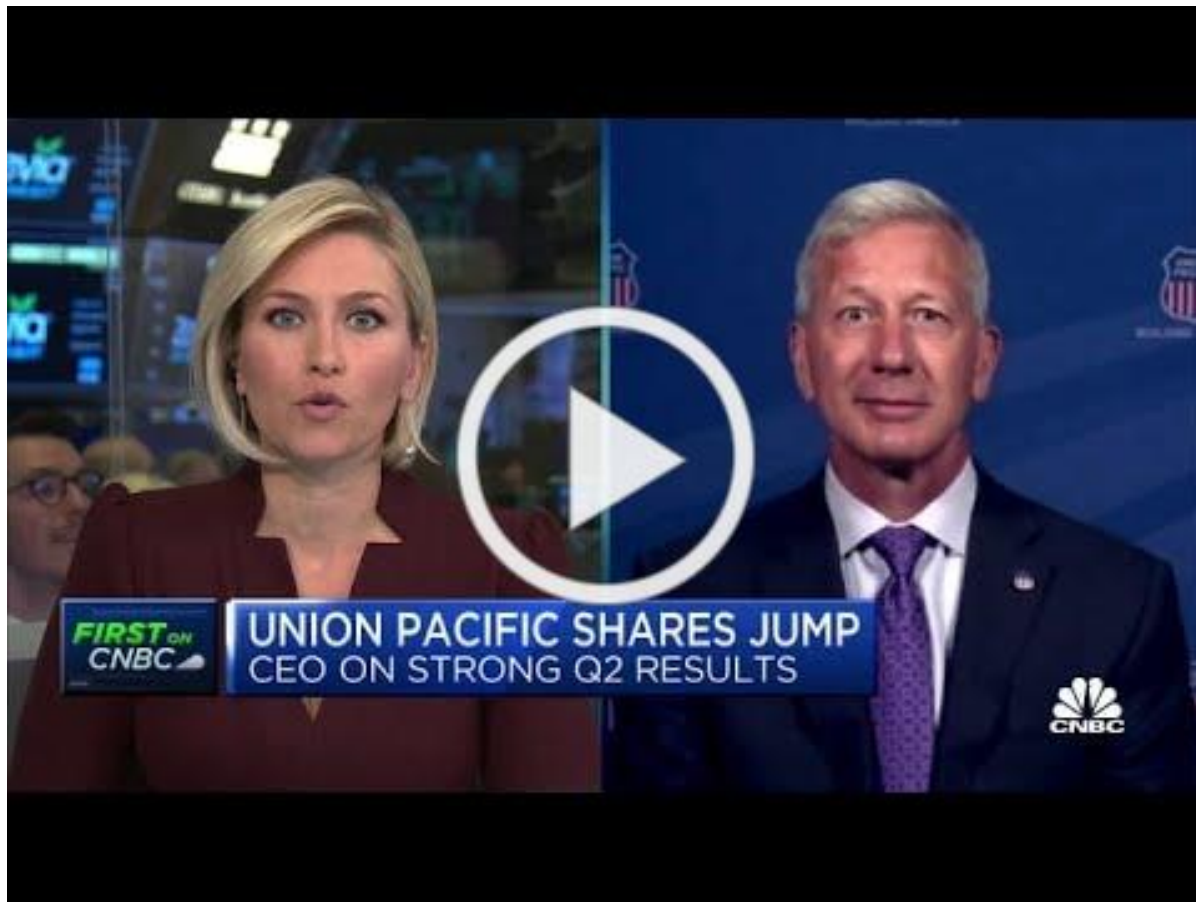 FIRST ON
CNBC
UNION PACIFIC SHARES JUMP
CEO ON STRONG Q2 RESULTS
CNBC